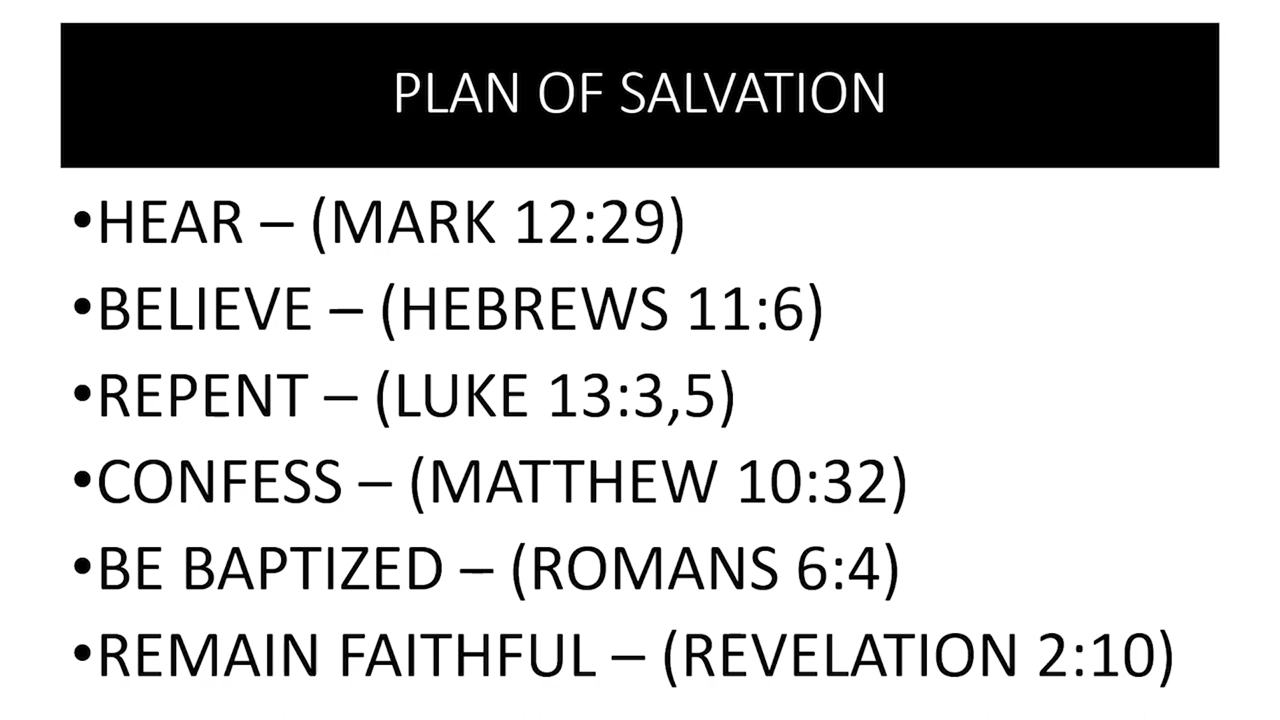 PLAN OF SALVATION
•HEAR – (MARK 12:29)
•BELIEVE – (HEBREWS 11:6)
•REPENT – (LUKE 13:3,5)
•CONFESS – (MATTHEW 10:32)
•BE BAPTIZED – (ROMANS 6:4)
•REMAIN FAITHFUL – (REVELATION 2:10)